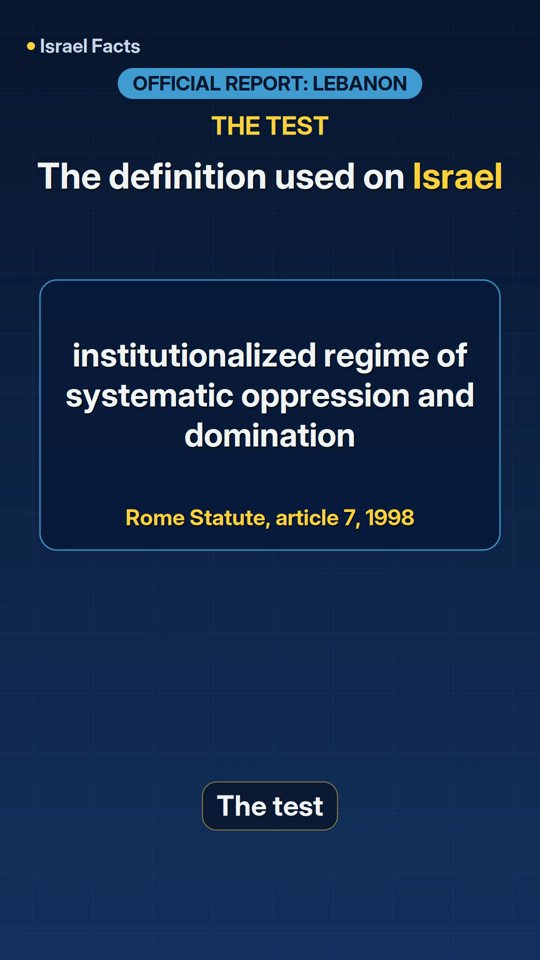 Israel Facts
OFFICIAL REPORT: LEBANON
THE TEST
The definition used on Israel
institutionalized regime of
systematic oppression and
domination
Rome Statute, article 7, 1998
The test